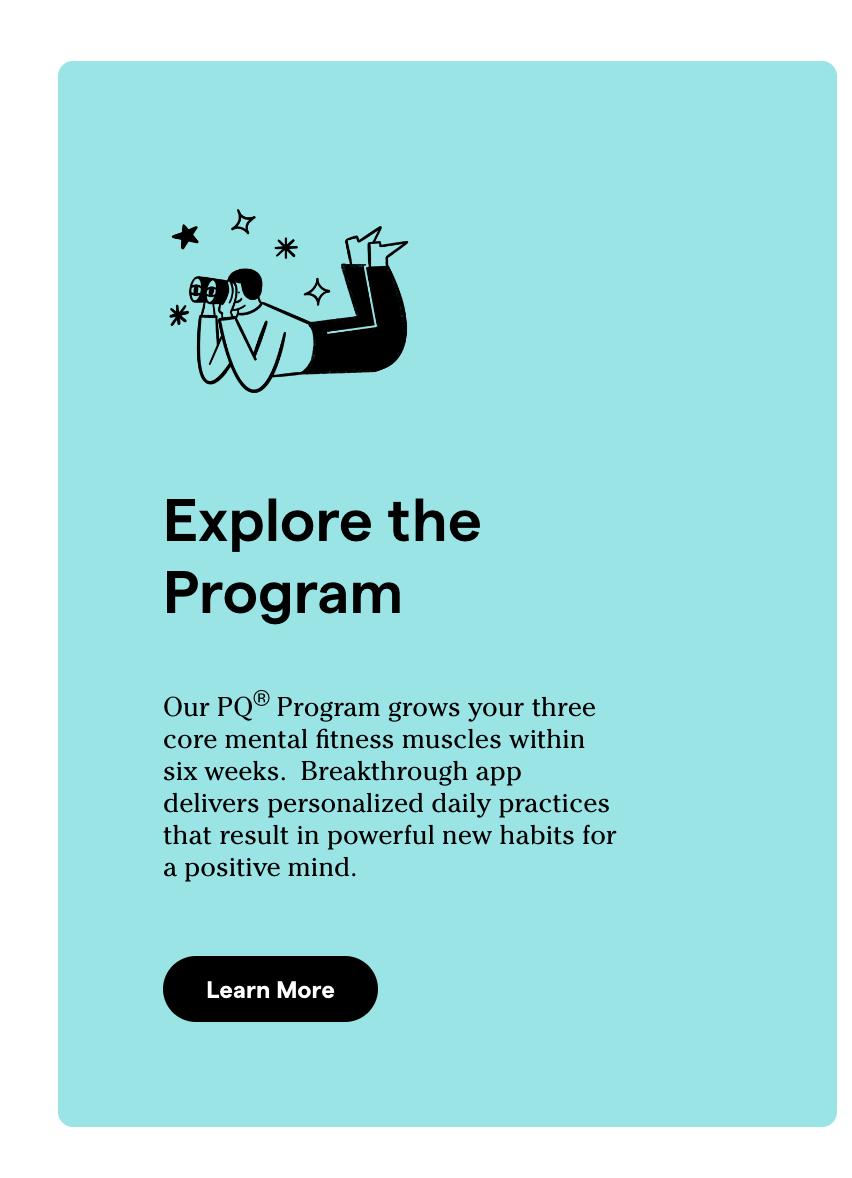 Explore the
Program
Our PQ® Program grows your three
core mental fitness muscles within
six weeks.  Breakthrough app
delivers personalized daily practices
that result in powerful new habits for
a positive mind.
Learn More